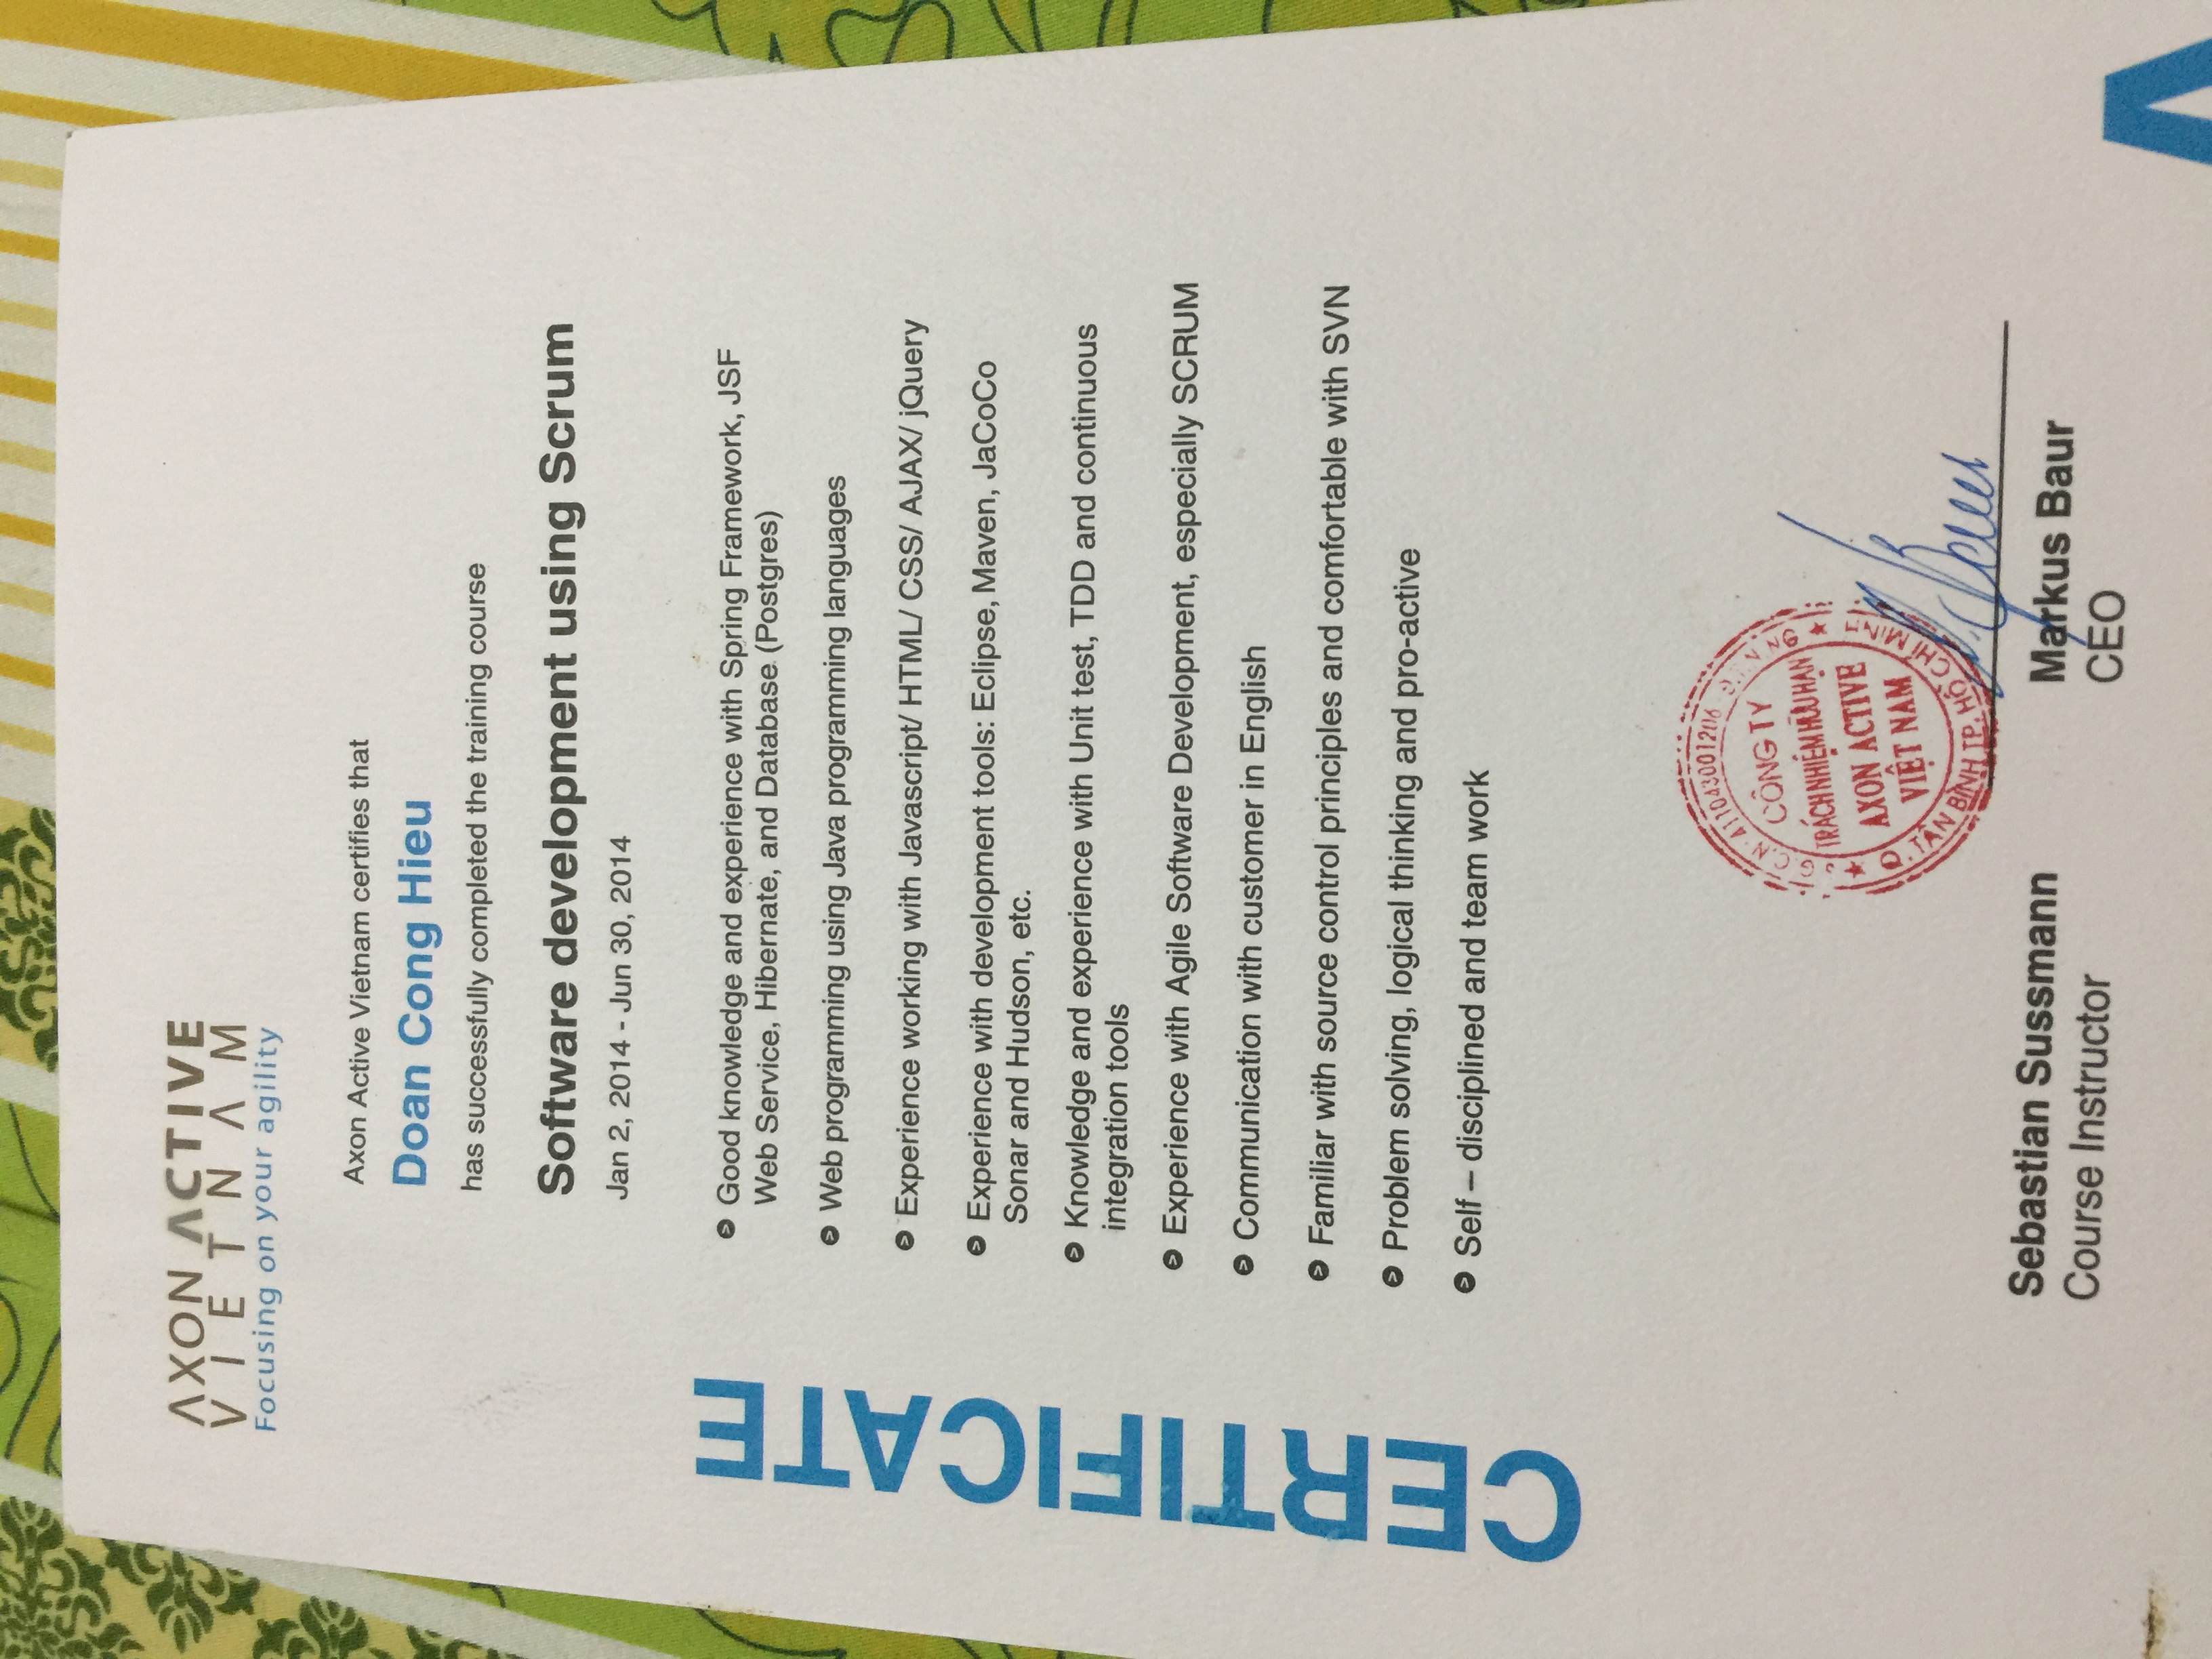 AXON ACTIVE
VIETNAM
Focusing on your agility
Axon Active Vietnam certifies that
Doan Cong Hieu
has successfully completed the training course
Software development using Scrum
Jan 2, 2014 - Jun 30, 2014
CERTIFICATE
Good knowledge and experience with Spring Framework, JSF
Web Service, Hibernate, and Database (Postgres)
Web programming using Java programming languages
Experience working with Javascript/ HTML/ CSS/ AJAX/ jQuery
Experience with development tools: Eclipse, Maven, JaCoCo
Sonar and Hudson, etc.
Knowledge and experience with Unit test, TDD and continuous
integration tools
Experience with Agile Software Development, especially SCRUM
Communication with customer in English
Familiar with source control principles and comfortable with SVN
Problem solving, logical thinking and pro-active
Self – disciplined and team work
411043001206
CÔNG TY
TRÁCH NHIỆM HỮU HẠN
AXON ACTIVE
VIỆT NAM
Q. TÂN BÌNH TP. HỒ CHÍ MINH
Sebastian Sussmann
Course Instructor
Markus Baur
CEO